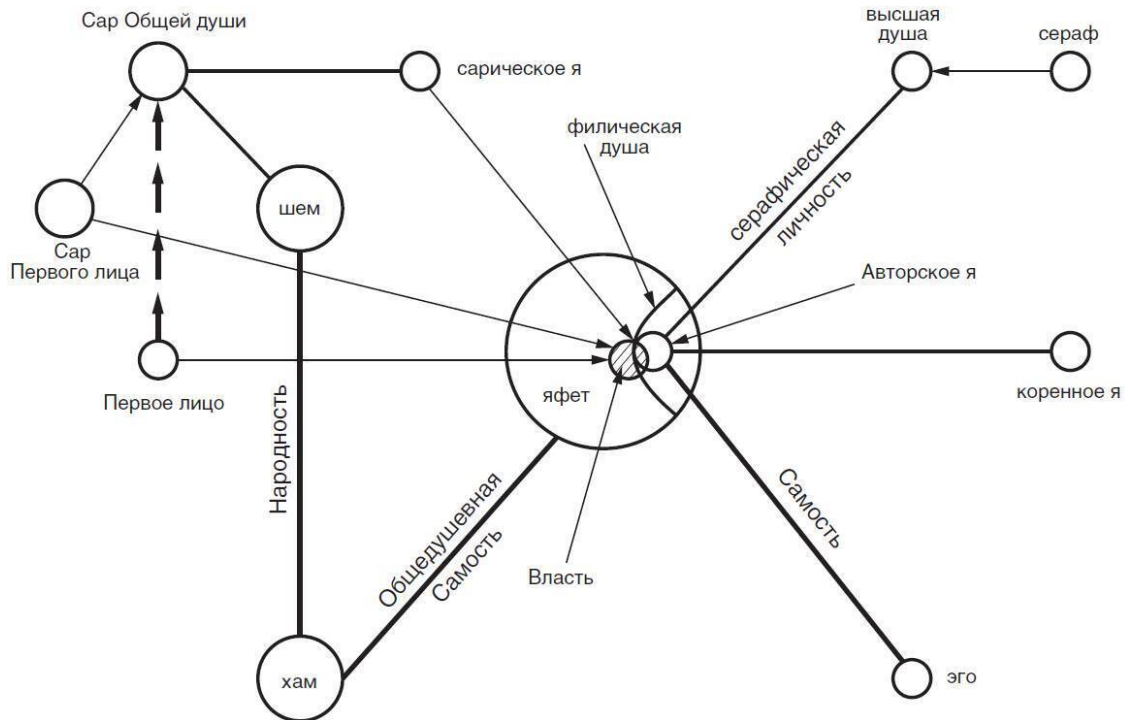 Сар Общей души
высшая
душа
сераф
сарическое я
филическая
душа
серафическая
личность
шем
Сар
Первого лица
Авторское я
Первое лицо
яфет
коренное я
Народность
Общедушевная
Самость
Самость
Власть
хам
эго